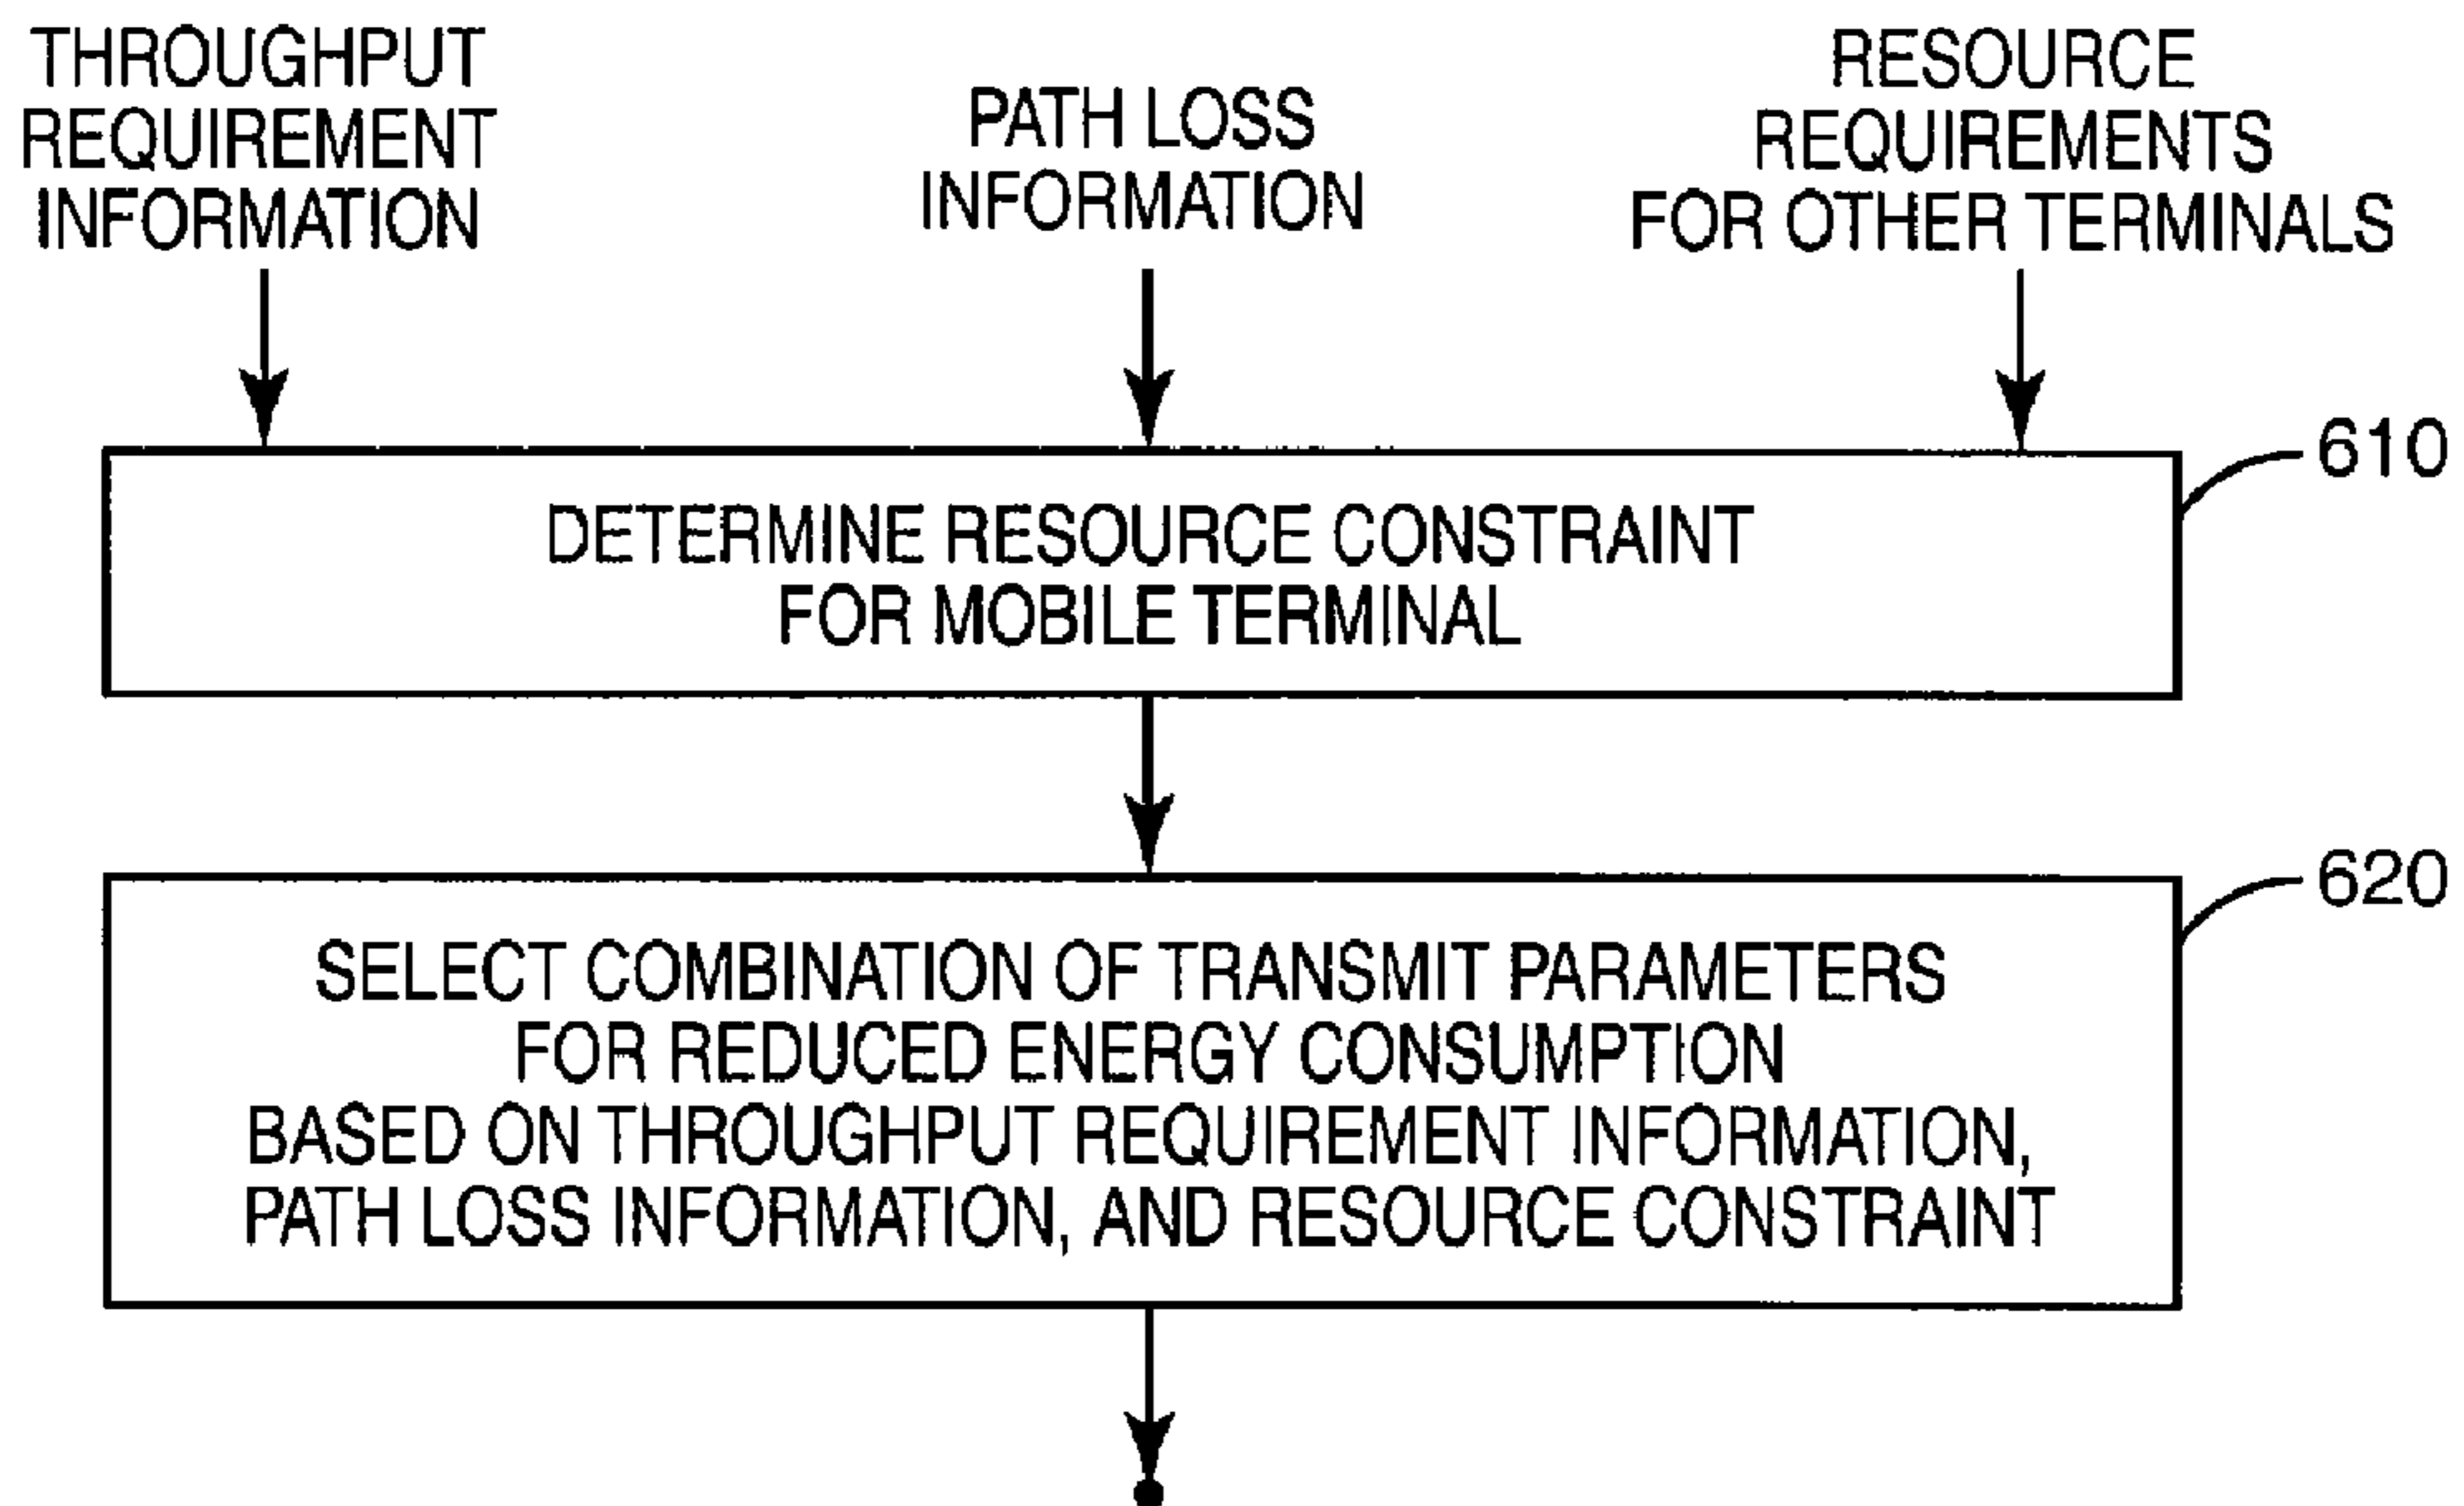 THROUGHPUT
REQUIREMENT
INFORMATION
PATH LOSS
INFORMATION
RESOURCE
REQUIREMENTS
FOR OTHER TERMINALS
610
DETERMINE RESOURCE CONSTRAINT
FOR MOBILE TERMINAL
620
SELECT COMBINATION OF TRANSMIT PARAMETERS
FOR REDUCED ENERGY CONSUMPTION
BASED ON THROUGHPUT REQUIREMENT INFORMATION,
PATH LOSS INFORMATION, AND RESOURCE CONSTRAINT